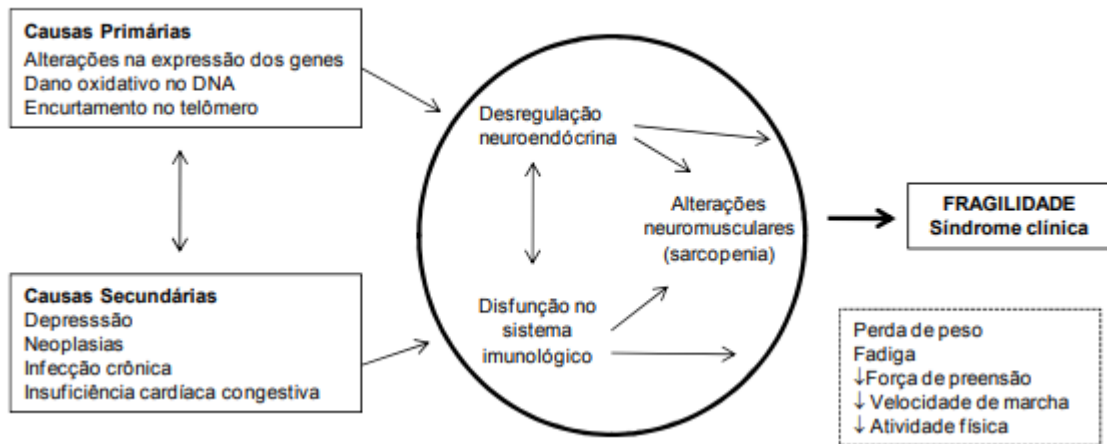 Causas Primárias
Alterações na expressão dos genes
Dano oxidativo no DNA
Encurtamento no telômero
Causas Secundárias
Depresssão
Neoplasias
Infecção crônica
Insuficiência cardíaca congestiva
Desregulação
neuroendócrina
Alterações
neuromusculares
(sarcopenia)
Disfunção no
sistema
imunológico
FRAGILIDADE
Síndrome clínica
Perda de peso
Fadiga
↓Força de preensão
↓ Velocidade de marcha
↓ Atividade física